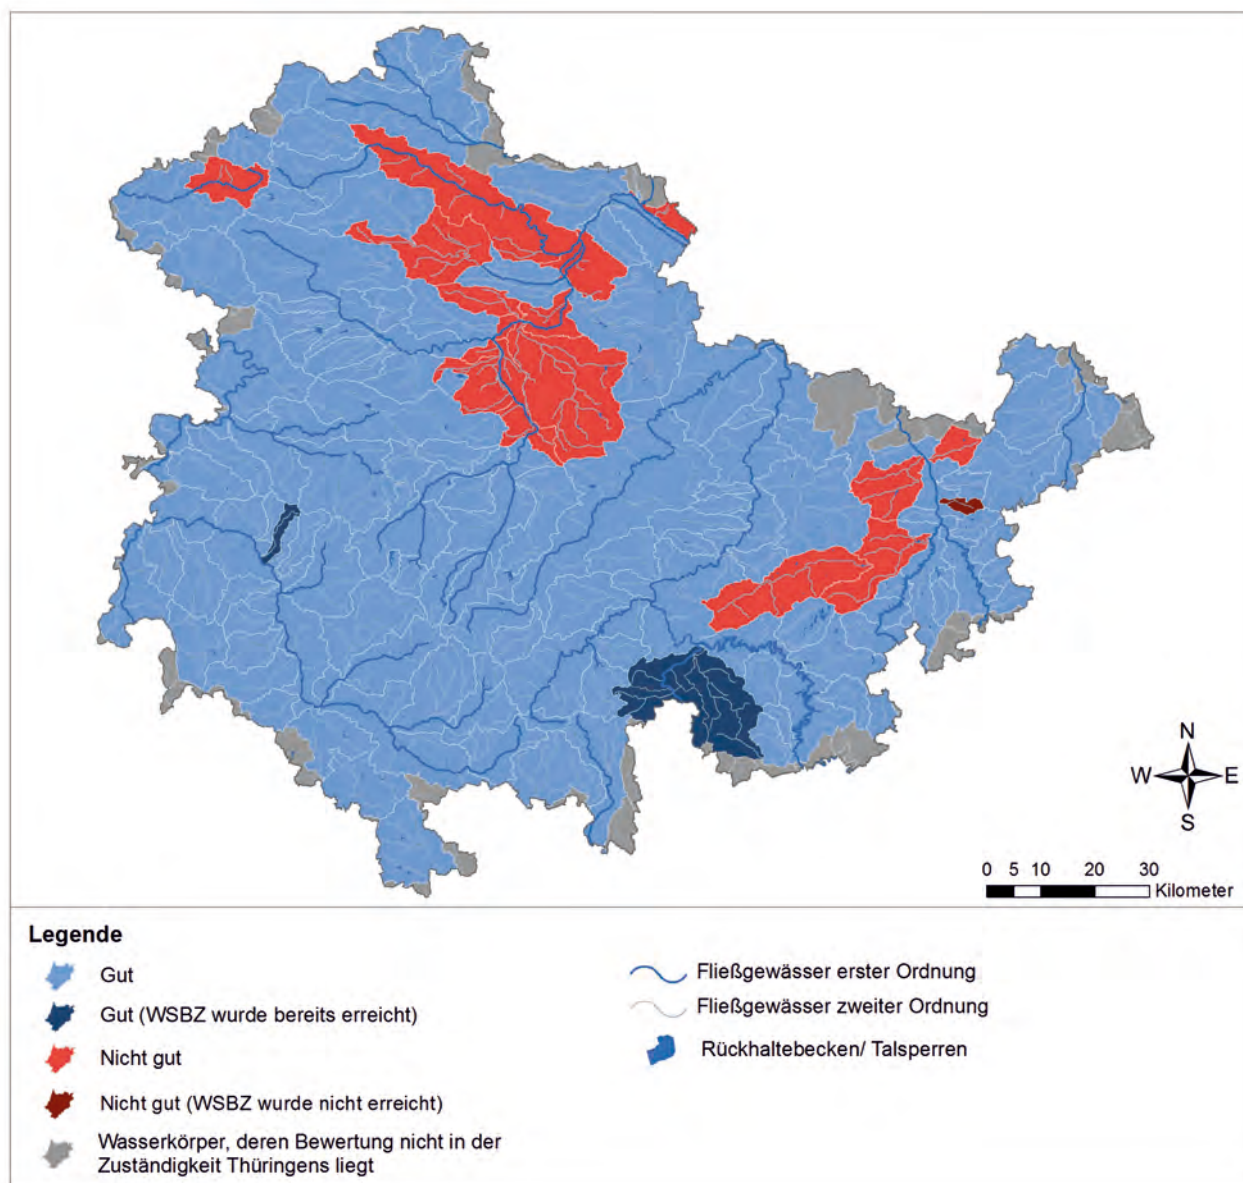 N
W E
S
0 5 10 20 30
Kilometer
Legende
Gut
Gut (WSBZ wurde bereits erreicht)
Nicht gut
Nicht gut (WSBZ wurde nicht erreicht)
Wasserkörper, deren Bewertung nicht in der
Zuständigkeit Thüringens liegt
Fließgewässer erster Ordnung
Fließgewässer zweiter Ordnung
Rückhaltebecken/ Talsperren